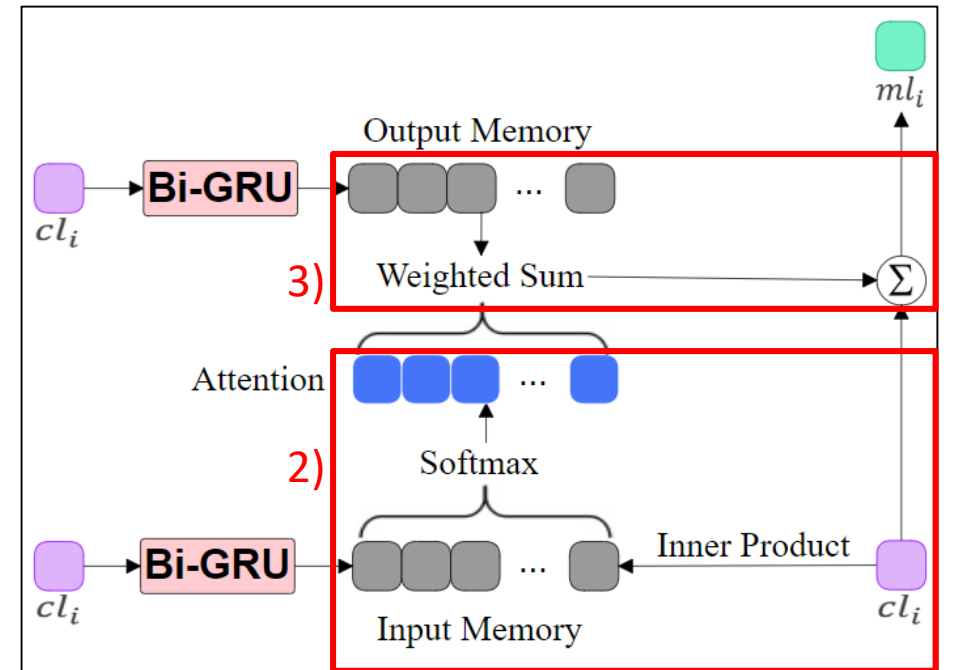 ml_i
Output Memory
Bi-GRU
...
cl_i
3)
Weighted Sum
Σ
Attention
...
2)
Softmax
Bi-GRU
...
Inner Product
cl_i
cl_i
Input Memory